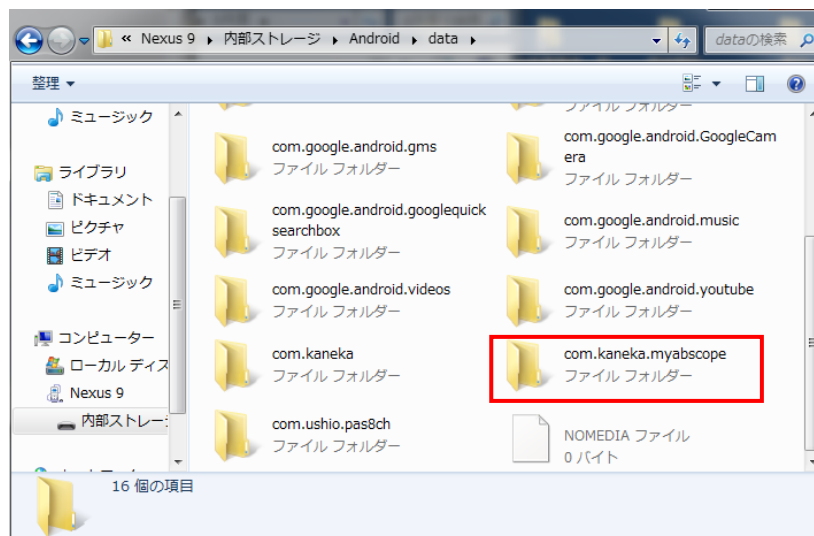 « Nexus 9 ▸ 内部ストレージ ▸ Android ▸ data ▸
dataの検索
整理 ▼
ミュージック
ライブラリ
ドキュメント
ピクチャ
ビデオ
ミュージック
コンピューター
ローカル ディス
Nexus 9
内部ストレー
ファイル フォルダー
com.google.android.gms
ファイル フォルダー
com.google.android.GoogleCam
era
ファイル フォルダー
com.google.android.googlequick
searchbox
ファイル フォルダー
com.google.android.music
ファイル フォルダー
com.google.android.videos
ファイル フォルダー
com.google.android.youtube
ファイル フォルダー
com.kaneka
ファイル フォルダー
com.kaneka.myabscope
ファイル フォルダー
com.ushio.pas8ch
ファイル フォルダー
NOMEDIA ファイル
0 バイト
16 個の項目